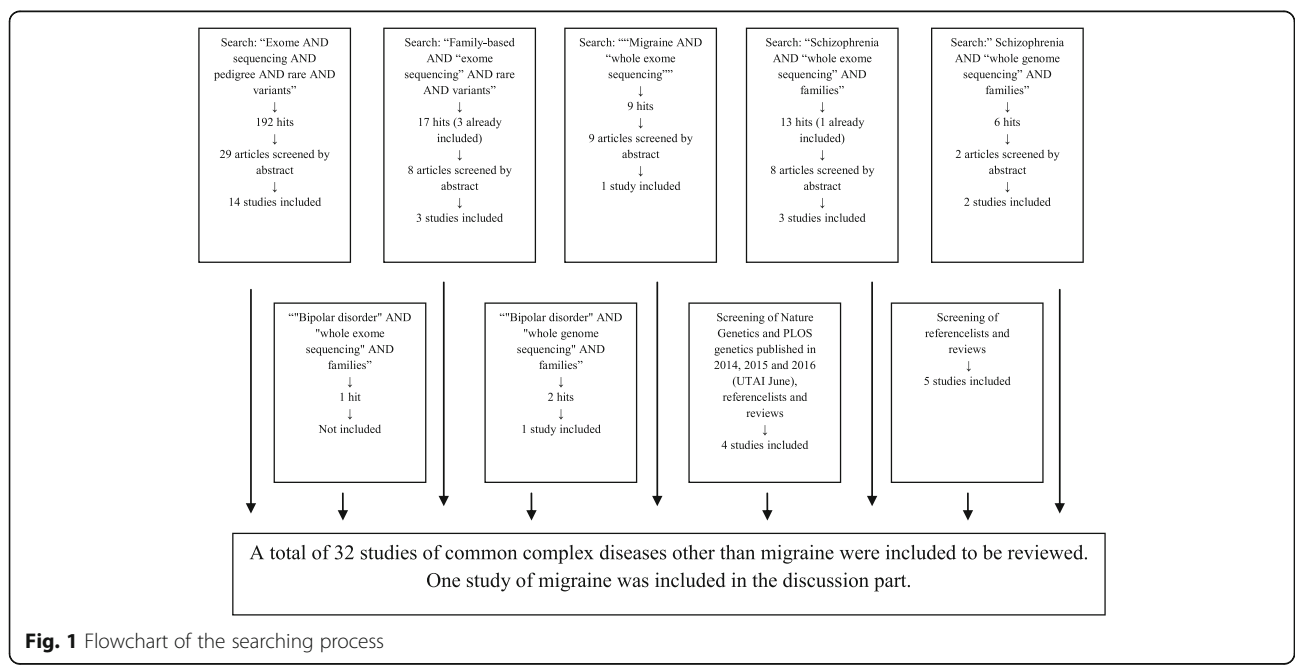 Search: “Exome AND
sequencing AND
pedigree AND rare AND
variants”
↓
192 hits
↓
29 articles screened by
abstract
↓
14 studies included
Search: “Family-based
AND “exome
sequencing” AND rare
AND variants”
↓
17 hits (3 already
included)
↓
8 articles screened by
abstract
↓
3 studies included
Search: ““Migraine AND
“whole exome
sequencing””
↓
9 hits
↓
9 articles screened by
abstract
↓
1 study included
Search: “Schizophrenia
AND “whole exome
sequencing” AND
families”
↓
13 hits (1 already
included)
↓
8 articles screened by
abstract
↓
3 studies included
Search:” Schizophrenia
AND “whole genome
sequencing” AND
families”
↓
6 hits
↓
2 articles screened by
abstract
↓
2 studies included
“"Bipolar disorder" AND
"whole exome
sequencing" AND
families”
↓
1 hit
↓
Not included
“"Bipolar disorder" AND
"whole genome
sequencing" AND
families”
↓
2 hits
↓
1 study included
Screening of Nature
Genetics and PLOS
genetics published in
2014, 2015 and 2016
(UTAI June),
referencelists and
reviews
↓
4 studies included
Screening of
referencelists and
reviews
↓
5 studies included
A total of 32 studies of common complex diseases other than migraine were included to be reviewed.
One study of migraine was included in the discussion part.
Fig. 1 Flowchart of the searching process